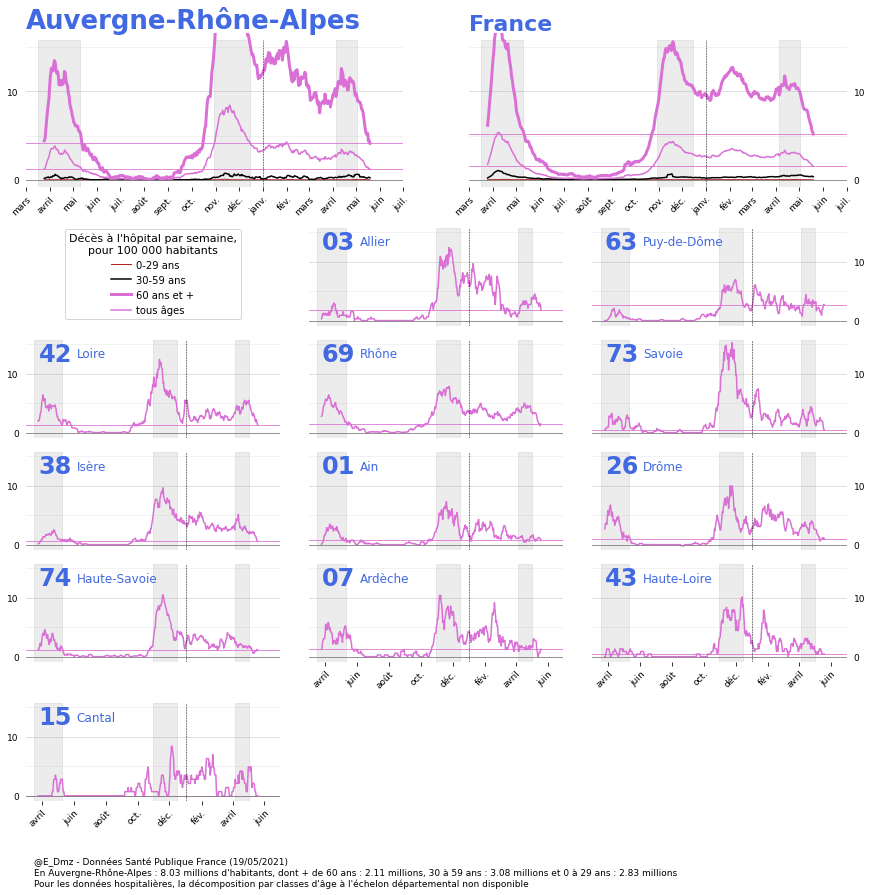 Auvergne-Rhône-Alpes
France
10
0
10
0
mars avril mai juin juil. août sept. oct. nov. déc. janv. févr. mars avril mai juin juil.
mars avril mai juin juil. août sept. oct. nov. déc. janv. févr. mars avril mai juin juil.
Décès à l'hôpital par semaine,
pour 100 000 habitants
0-29 ans
30-59 ans
60 ans et +
tous âges
03 Allier
63 Puy-de-Dôme
10
0
42 Loire
69 Rhône
73 Savoie
10
0
10
0
38 Isère
01 Ain
26 Drôme
10
0
10
0
74 Haute-Savoie
07 Ardèche
43 Haute-Loire
10
0
10
0
avril juin août oct. déc. févr. avril juin
avril juin août oct. déc. févr. avril juin
15 Cantal
10
0
avril juin août oct. déc. févr. avril juin
@E_Dmz - Données Santé Publique France (19/05/2021)
En Auvergne-Rhône-Alpes : 8.03 millions d'habitants, dont + de 60 ans : 2.11 millions, 30 à 59 ans : 3.08 millions et 0 à 29 ans : 2.83 millions
Pour les données hospitalières, la décomposition par classes d'âge à l'échelon départemental non disponible